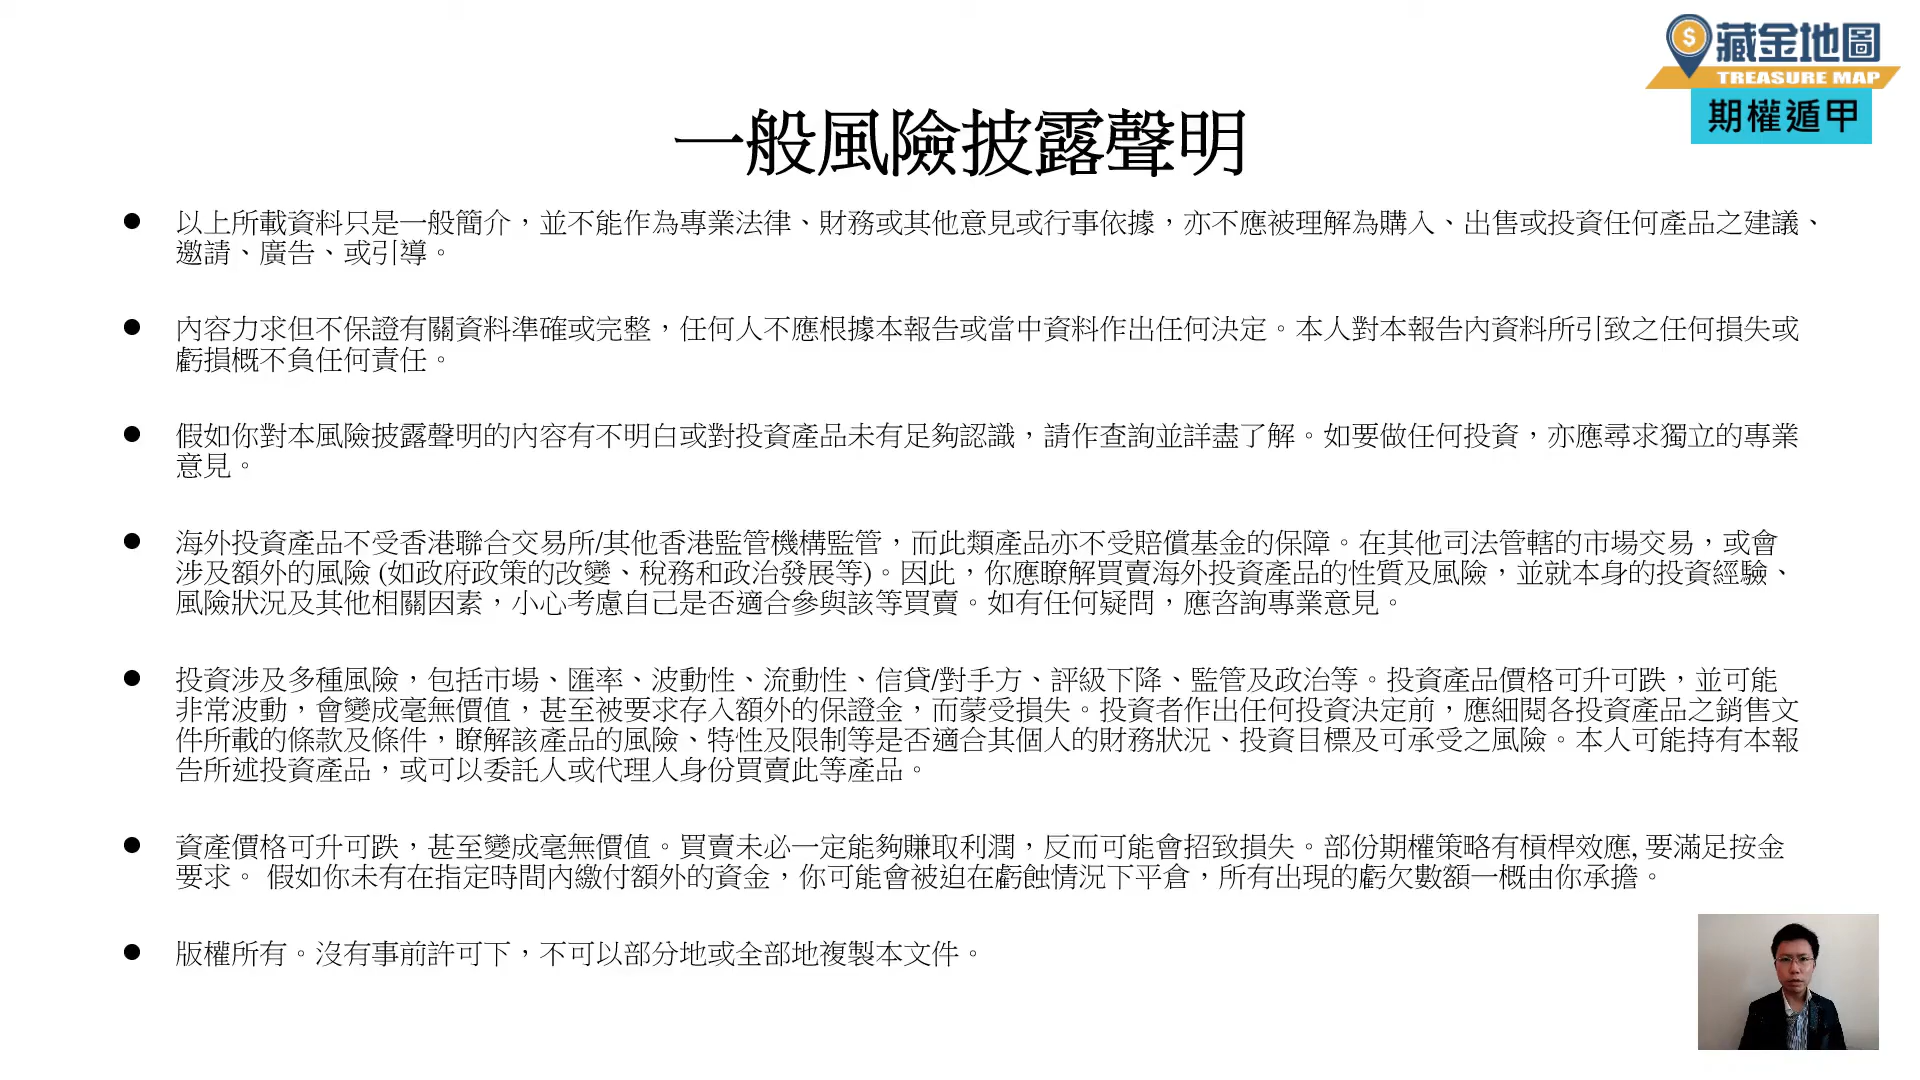 藏金地圖
TREASURE MAP
期權遁甲
一般風險披露聲明
● 以上所載資料只是一般簡介，並不能作為專業法律、財務或其他意見或行事依據，亦不應被理解為購入、出售或投資任何產品之建議、
邀請、廣告、或引導。
● 內容力求但不保證有關資料準確或完整，任何人不應根據本報告或當中資料作出任何決定。本人對本報告內資料所引致之任何損失或
虧損概不負任何責任。
● 假如你對本風險披露聲明的內容有不明白或對投資產品未有足夠認識，請作查詢並詳盡了解。如要做任何投資，亦應尋求獨立的專業
意見。
● 海外投資產品不受香港聯合交易所/其他香港監管機構監管，而此類產品亦不受賠償基金的保障。在其他司法管轄的市場交易，或會
涉及額外的風險 (如政府政策的改變、稅務和政治發展等)。因此，你應瞭解買賣海外投資產品的性質及風險，並就本身的投資經驗、
風險狀況及其他相關因素，小心考慮自己是否適合參與該等買賣。如有任何疑問，應咨詢專業意見。
● 投資涉及多種風險，包括市場、匯率、波動性、流動性、信貸/對手方、評級下降、監管及政治等。投資產品價格可升可跌，並可能
非常波動，會變成毫無價值，甚至被要求存入額外的保證金，而蒙受損失。投資者作出任何投資決定前，應細閱各投資產品之銷售文
件所載的條款及條件，瞭解該產品的風險、特性及限制等是否適合其個人的財務狀況、投資目標及可承受之風險。本人可能持有本報
告所述投資產品，或可以委託人或代理人身份買賣此等產品。
● 資產價格可升可跌，甚至變成毫無價值。買賣未必一定能夠賺取利潤，反而可能會招致損失。部份期權策略有槓桿效應, 要滿足按金
要求。 假如你未有在指定時間內繳付額外的資金，你可能會被迫在虧蝕情況下平倉，所有出現的虧欠數額一概由你承擔。
● 版權所有。沒有事前許可下，不可以部分地或全部地複製本文件。